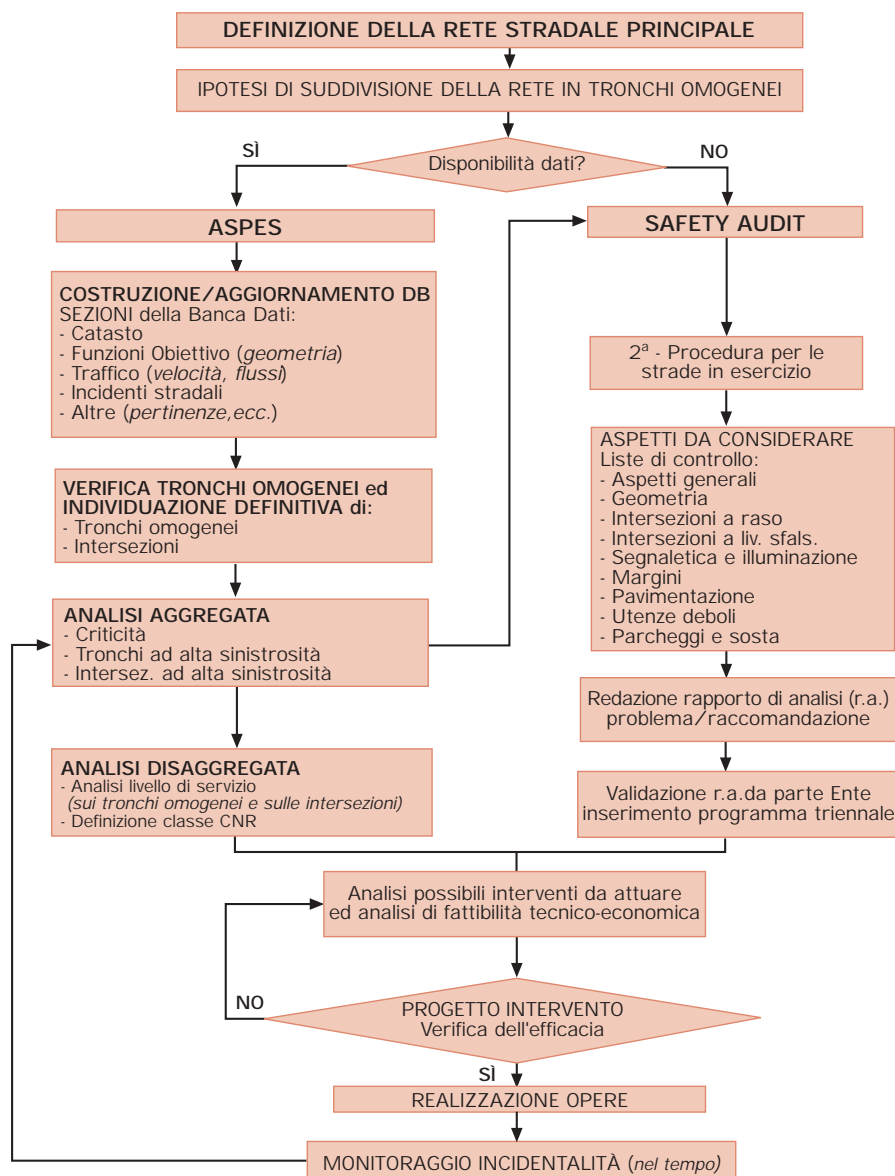 DEFINIZIONE DELLA RETE STRADALE PRINCIPALE
IPOTESI DI SUDDIVISIONE DELLA RETE IN TRONCHI OMOGENEI
SÌ
Disponibilità dati?
NO
ASPES
SAFETY AUDIT
COSTRUZIONE/AGGIORNAMENTO DB
SEZIONI della Banca Dati:
- Catasto
- Funzioni Obiettivo (geometria)
- Traffico (velocità, flussi)
- Incidenti stradali
- Altre (pertinenze,ecc.)
2ª - Procedura per le
strade in esercizio
VERIFICA TRONCHI OMOGENEI ed
INDIVIDUAZIONE DEFINITIVA di:
- Tronchi omogenei
- Intersezioni
ASPETTI DA CONSIDERARE
Liste di controllo:
- Aspetti generali
- Geometria
- Intersezioni a raso
- Intersezioni a liv. sfals.
- Segnaletica e illuminazione
- Margini
- Pavimentazione
- Utenze deboli
- Parcheggi e sosta
ANALISI AGGREGATA
- Criticità
- Tronchi ad alta sinistrosità
- Intersez. ad alta sinistrosità
Redazione rapporto di analisi (r.a.)
problema/raccomandazione
ANALISI DISAGGREGATA
- Analisi livello di servizio
(sui tronchi omogenei e sulle intersezioni)
- Definizione classe CNR
Validazione r.a.da parte Ente
inserimento programma triennale
Analisi possibili interventi da attuare
ed analisi di fattibilità tecnico-economica
NO
PROGETTO INTERVENTO
Verifica dell'efficacia
SÌ
REALIZZAZIONE OPERE
MONITORAGGIO INCIDENTALITÀ (nel tempo)